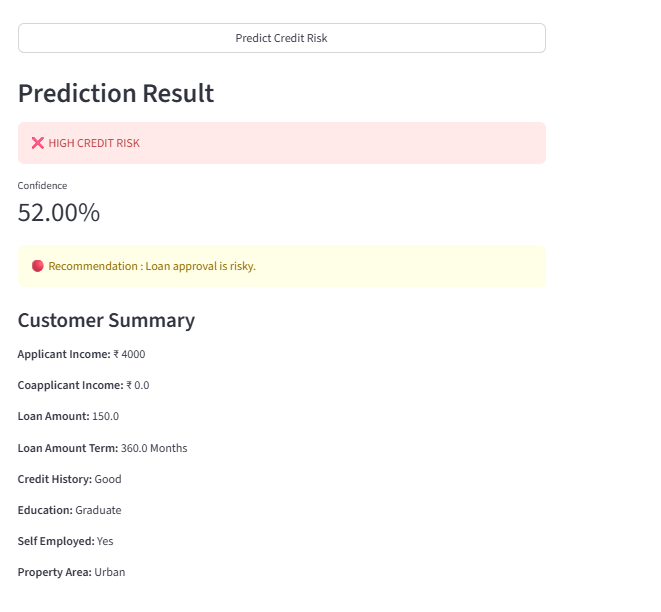 Predict Credit Risk
Prediction Result
❌ HIGH CREDIT RISK
Confidence
52.00%
🔴 Recommendation : Loan approval is risky.
Customer Summary
Applicant Income: ₹ 4000
Coapplicant Income: ₹ 0.0
Loan Amount: 150.0
Loan Amount Term: 360.0 Months
Credit History: Good
Education: Graduate
Self Employed: Yes
Property Area: Urban